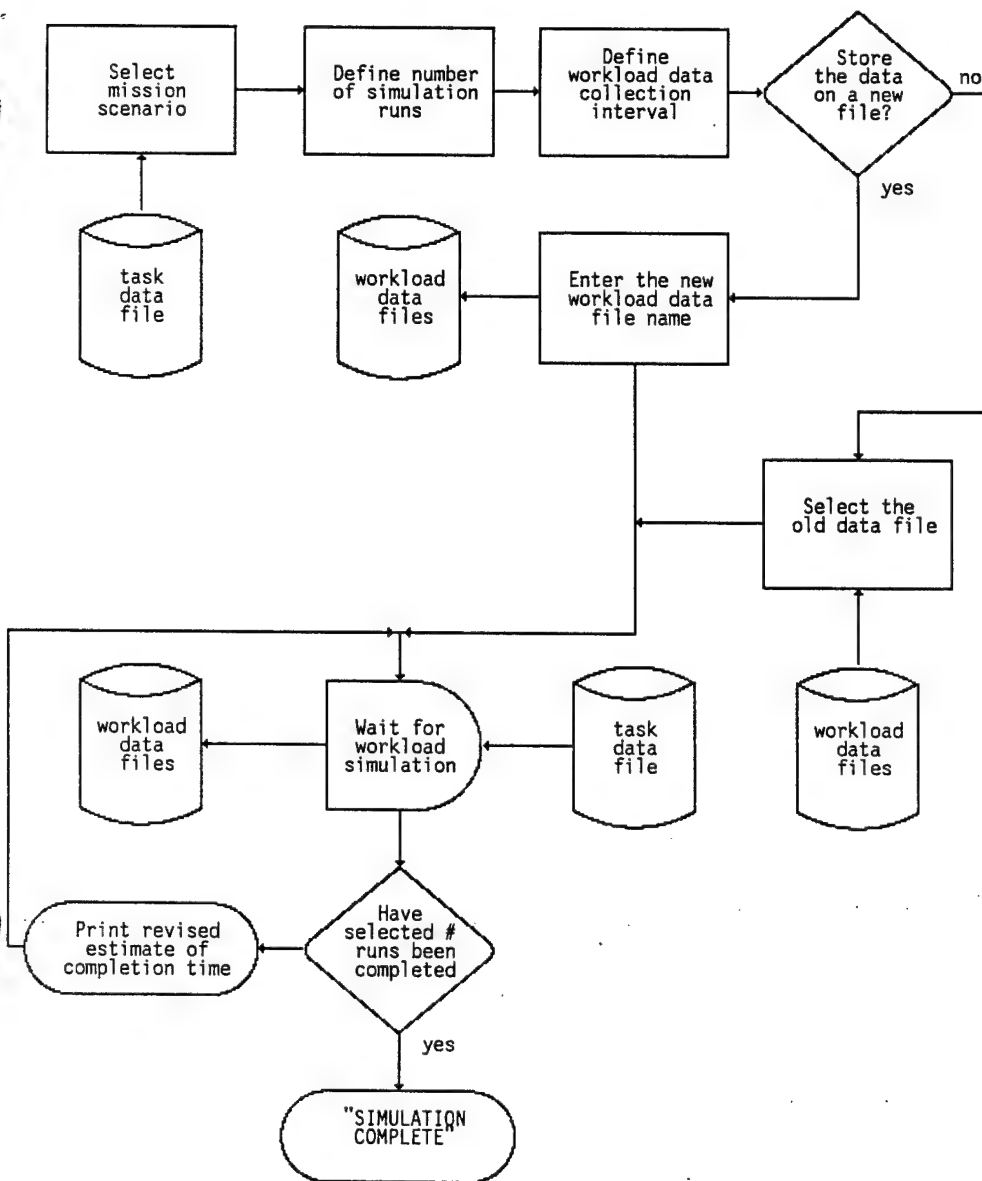 Select
mission
scenario
Define number
of simulation
runs
Define
workload data
collection
interval
Store
the data
on a new
file?
no
yes
task
data
file
workload
data
files
Enter the new
workload data
file name
Select the
old data file
workload
data
files
Wait for
workload
simulation
task
data
file
workload
data
files
Print revised
estimate of
completion time
Have
selected #
runs been
completed
yes
"SIMULATION
COMPLETE"